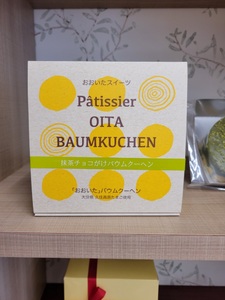 おおいたスイーツ
Pâtissier
OITA
BAUMKUCHEN
抹茶チョコがけバウムクーヘン
「おおいた」バウムクーヘン